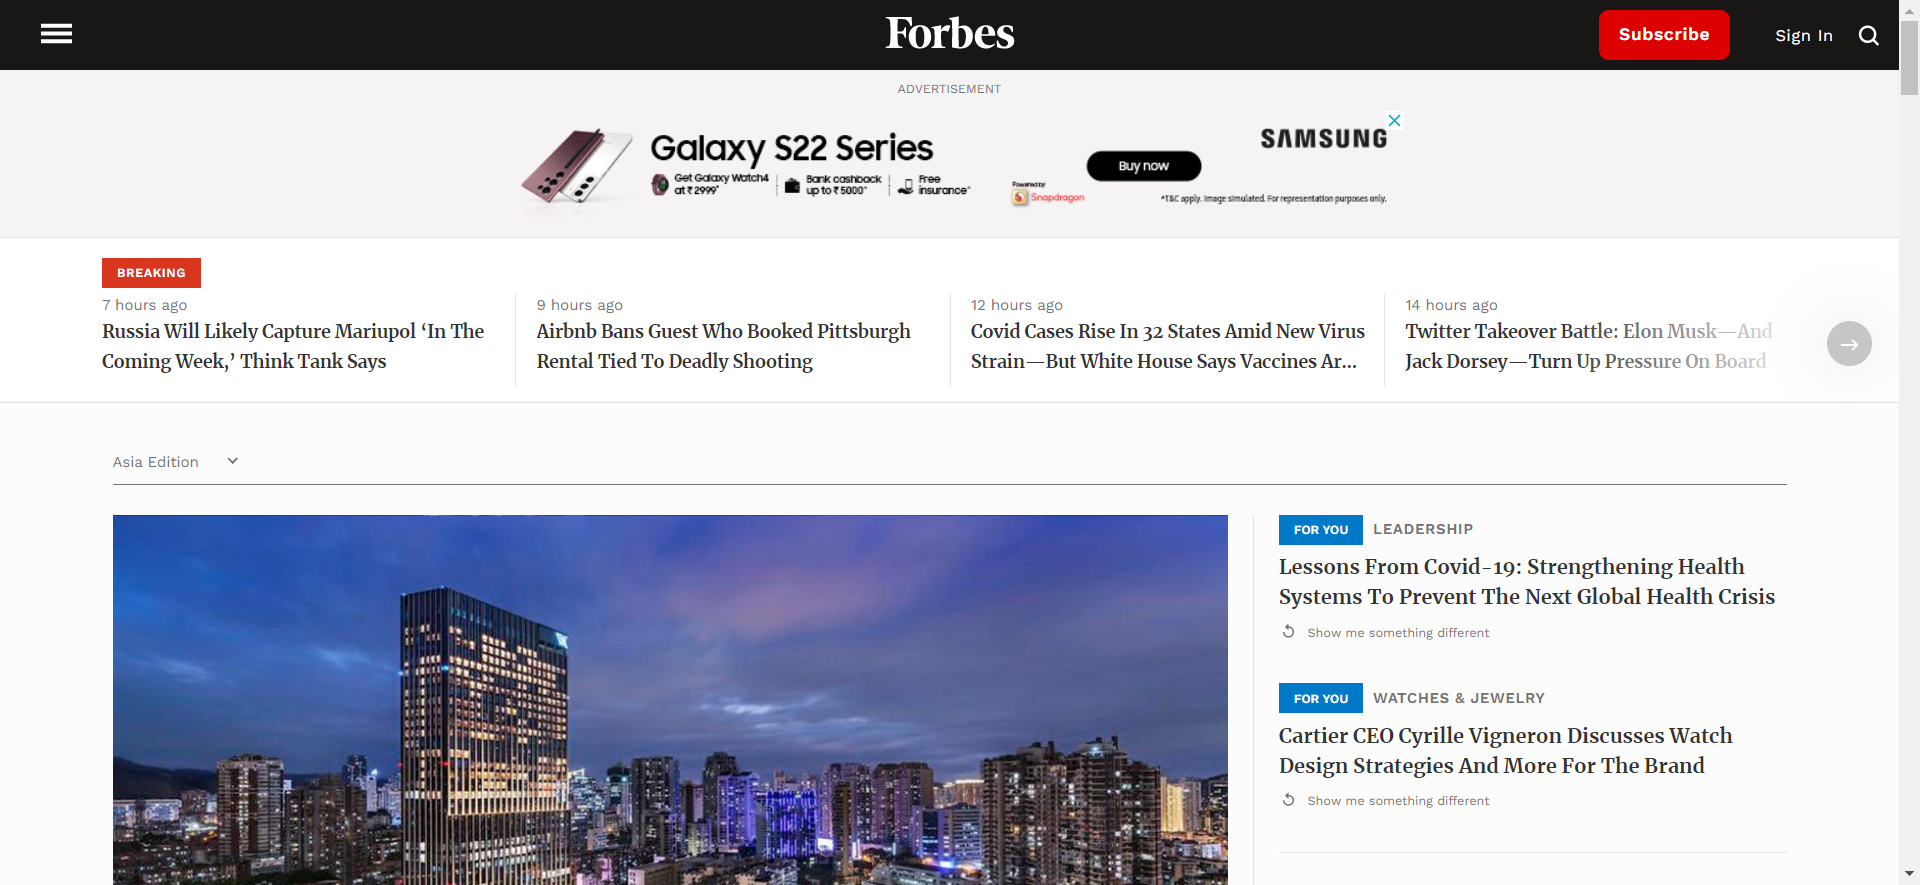 Forbes
Subscribe
Sign In
ADVERTISEMENT
Galaxy S22 Series
Get Galaxy Watch4
at ₹ 2999*
Bank cashback
up to ₹ 5000^
Free
insurance*
Powered by
Snapdragon
Buy now
SAMSUNG
*T&C apply. Image simulated. For representation purposes only.
BREAKING
7 hours ago
Russia Will Likely Capture Mariupol ‘In The
Coming Week,’ Think Tank Says
9 hours ago
Airbnb Bans Guest Who Booked Pittsburgh
Rental Tied To Deadly Shooting
12 hours ago
Covid Cases Rise In 32 States Amid New Virus
Strain—But White House Says Vaccines Ar...
14 hours ago
Twitter Takeover Battle: Elon Musk—And
Jack Dorsey—Turn Up Pressure On Board
Asia Edition
FOR YOU LEADERSHIP
Lessons From Covid-19: Strengthening Health
Systems To Prevent The Next Global Health Crisis
Show me something different
FOR YOU WATCHES & JEWELRY
Cartier CEO Cyrille Vigneron Discusses Watch
Design Strategies And More For The Brand
Show me something different